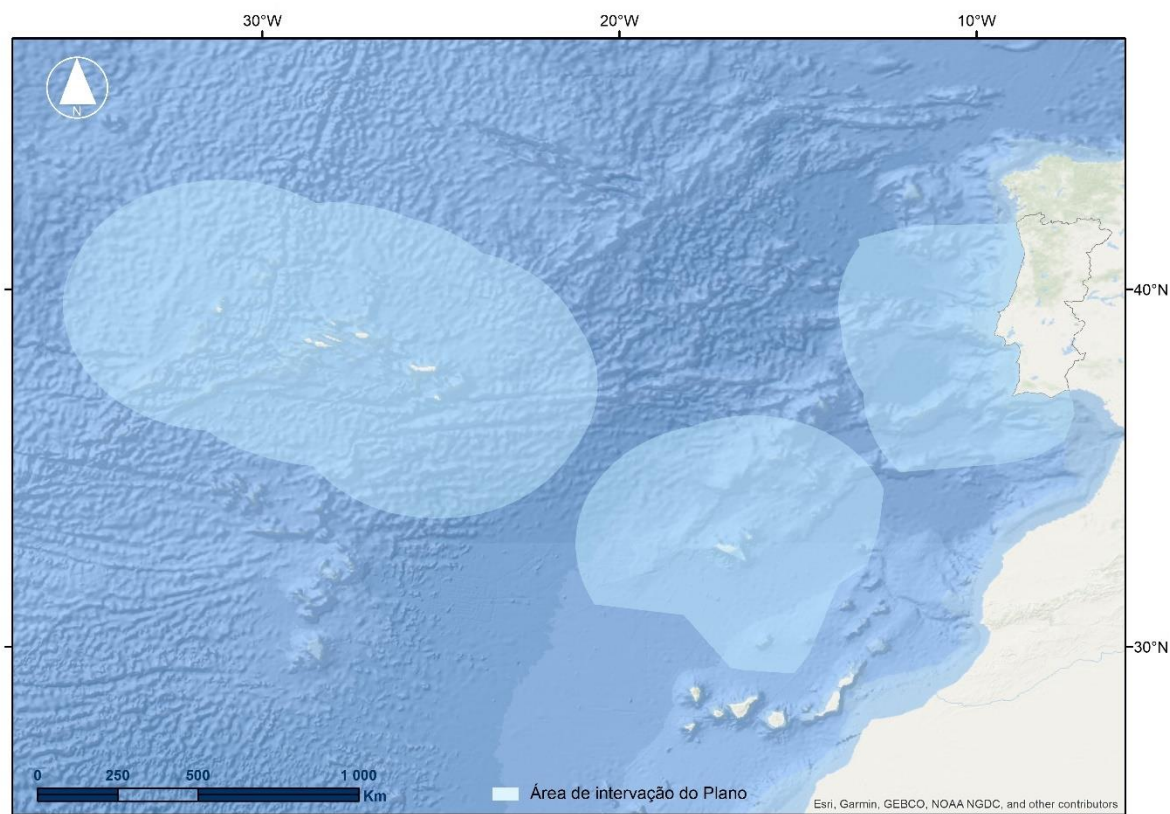 30°W 20°W 10°W
N
40°N
30°N
0 250 500 1 000
Km
Área de intervação do Plano
Esri, Garmin, GEBCO, NOAA NGDC, and other contributors